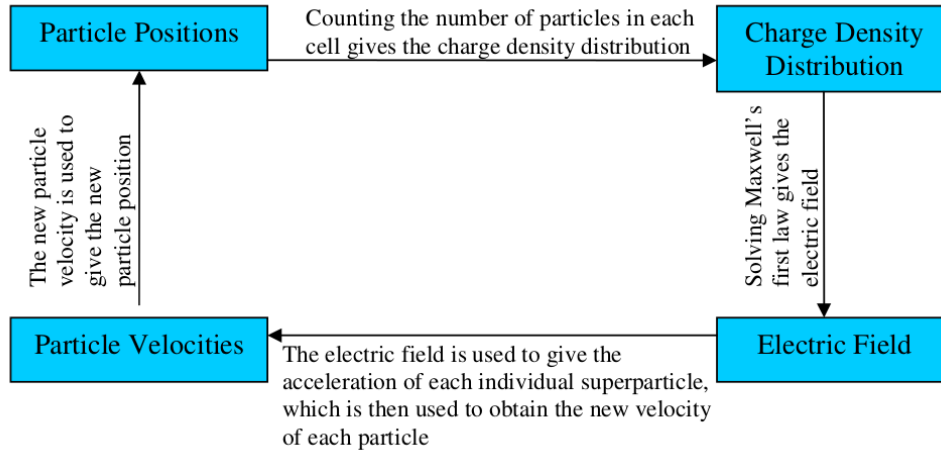 Particle Positions
Counting the number of particles in each
cell gives the charge density distribution
Charge Density
Distribution
The new particle
velocity is used to
give the new
particle position
Solving Maxwell's
first law gives the
electric field
Particle Velocities
The electric field is used to give the
acceleration of each individual superparticle,
which is then used to obtain the new velocity
of each particle
Electric Field